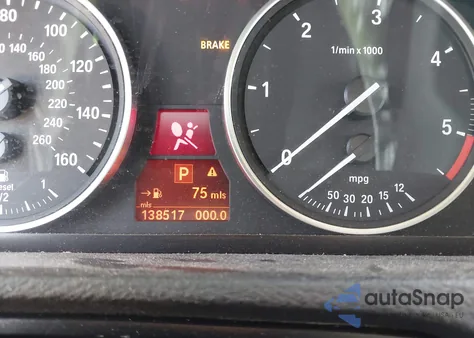 80 100 120 140 160
140 160 180 200 220 240 260
esel
1/2
BRAKE
P
75 mls
mls
138517 000.0
0 1 2 3 4 5
1/min x 1000
50 30 20 15 12
mpg
autoSnap